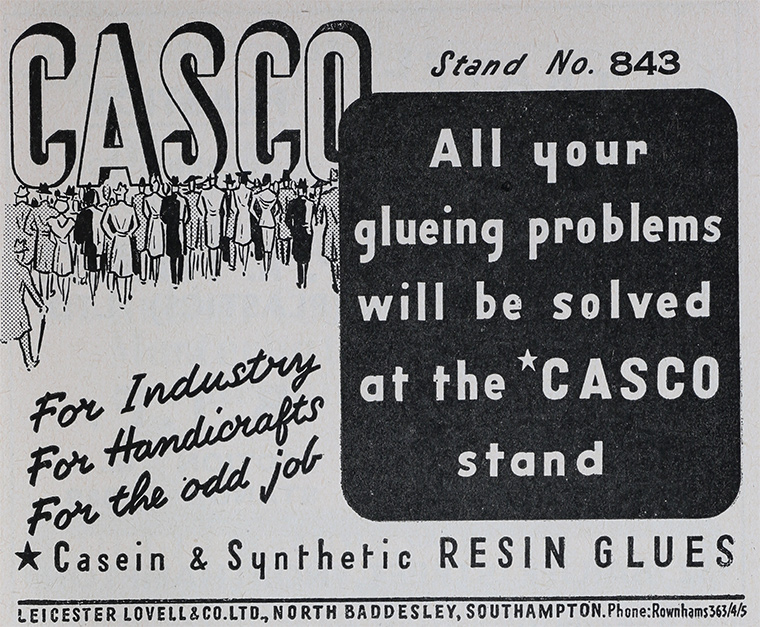 CASCO
Stand No. 843
All your
glueing problems
will be solved
at the *CASCO
stand
For Industry
For Handicrafts
For the odd job
★ Casein & Synthetic RESIN GLUES
LEICESTER LOVELL & CO. LTD., NORTH BADDESLEY, SOUTHAMPTON. Phone: Rownhams 363/4/5